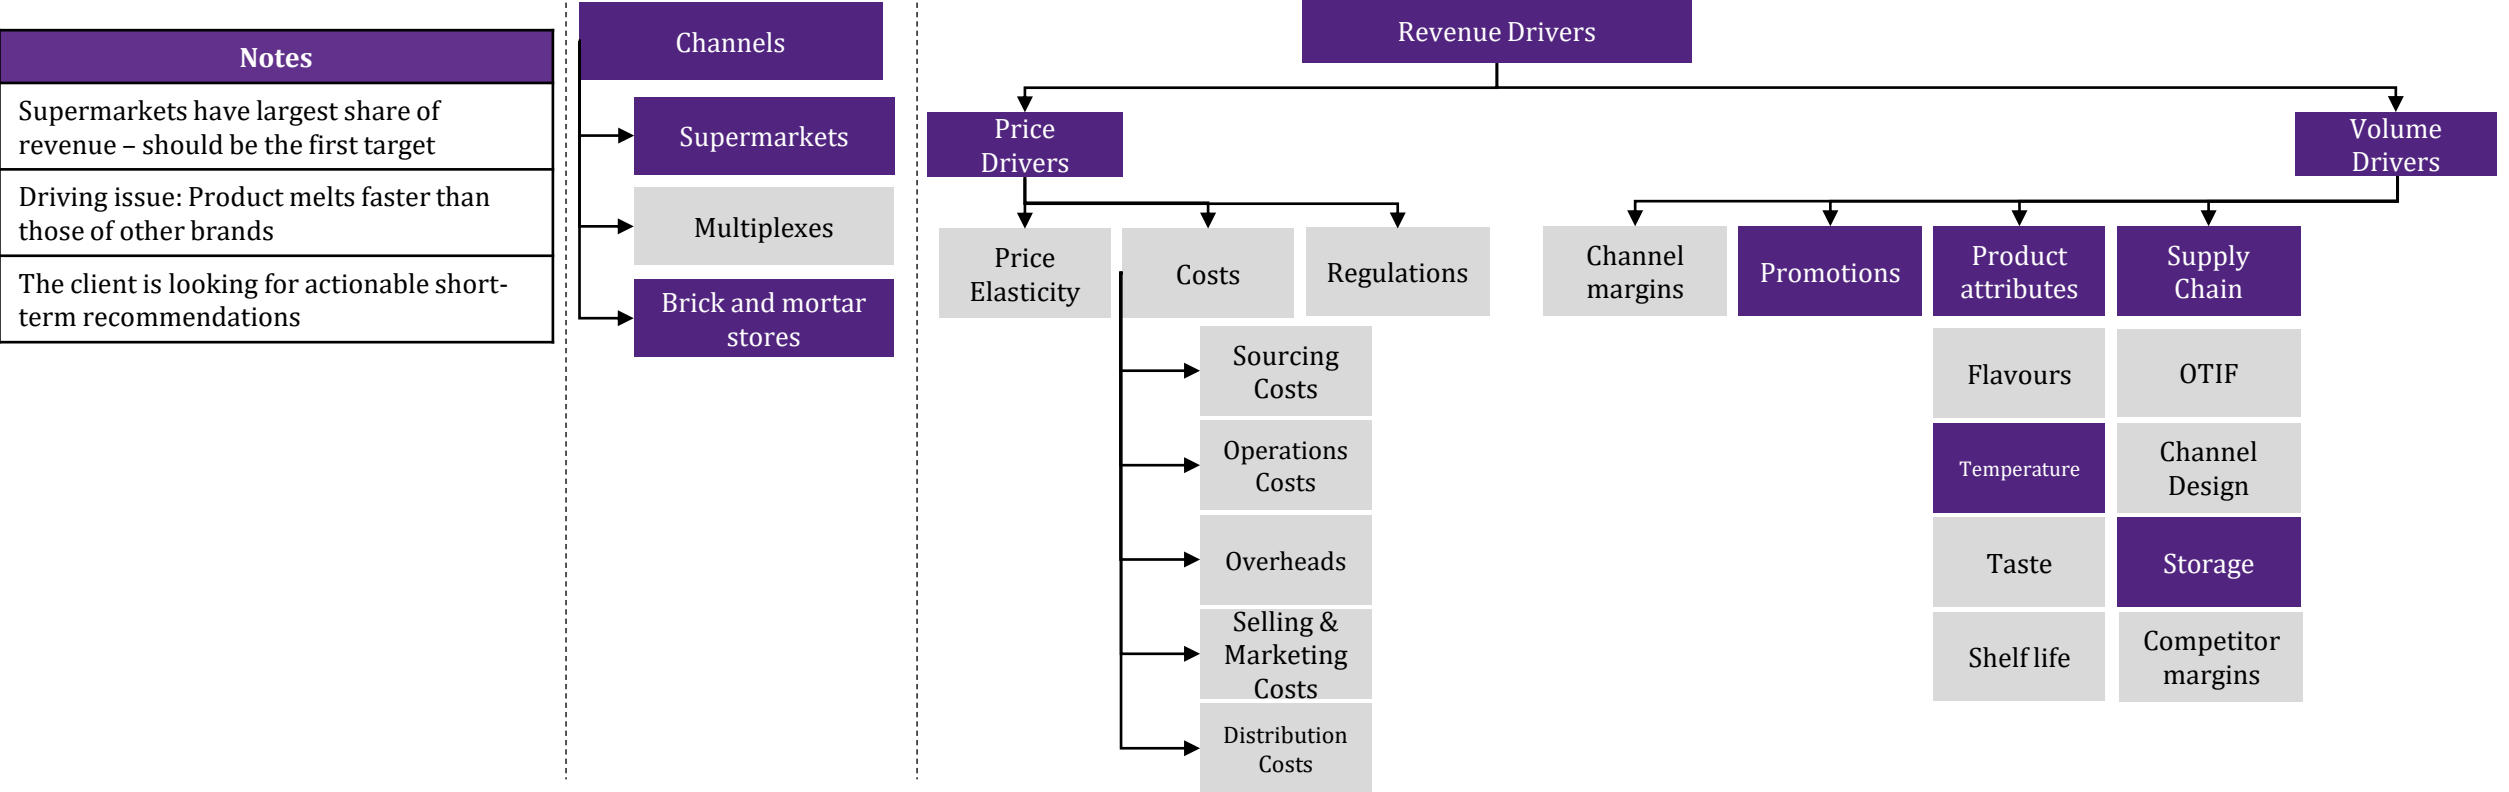 Notes
Supermarkets have largest share of
revenue – should be the first target
Driving issue: Product melts faster than
those of other brands
The client is looking for actionable short-
term recommendations
Channels
Supermarkets
Multiplexes
Brick and mortar
stores
Revenue Drivers
Price
Drivers
Volume
Drivers
Price
Elasticity
Costs
Regulations
Channel
margins
Promotions
Product
attributes
Supply
Chain
Sourcing
Costs
Operations
Costs
Overheads
Selling &
Marketing
Costs
Distribution
Costs
Flavours
Temperature
Taste
Shelf life
OTIF
Channel
Design
Storage
Competitor
margins